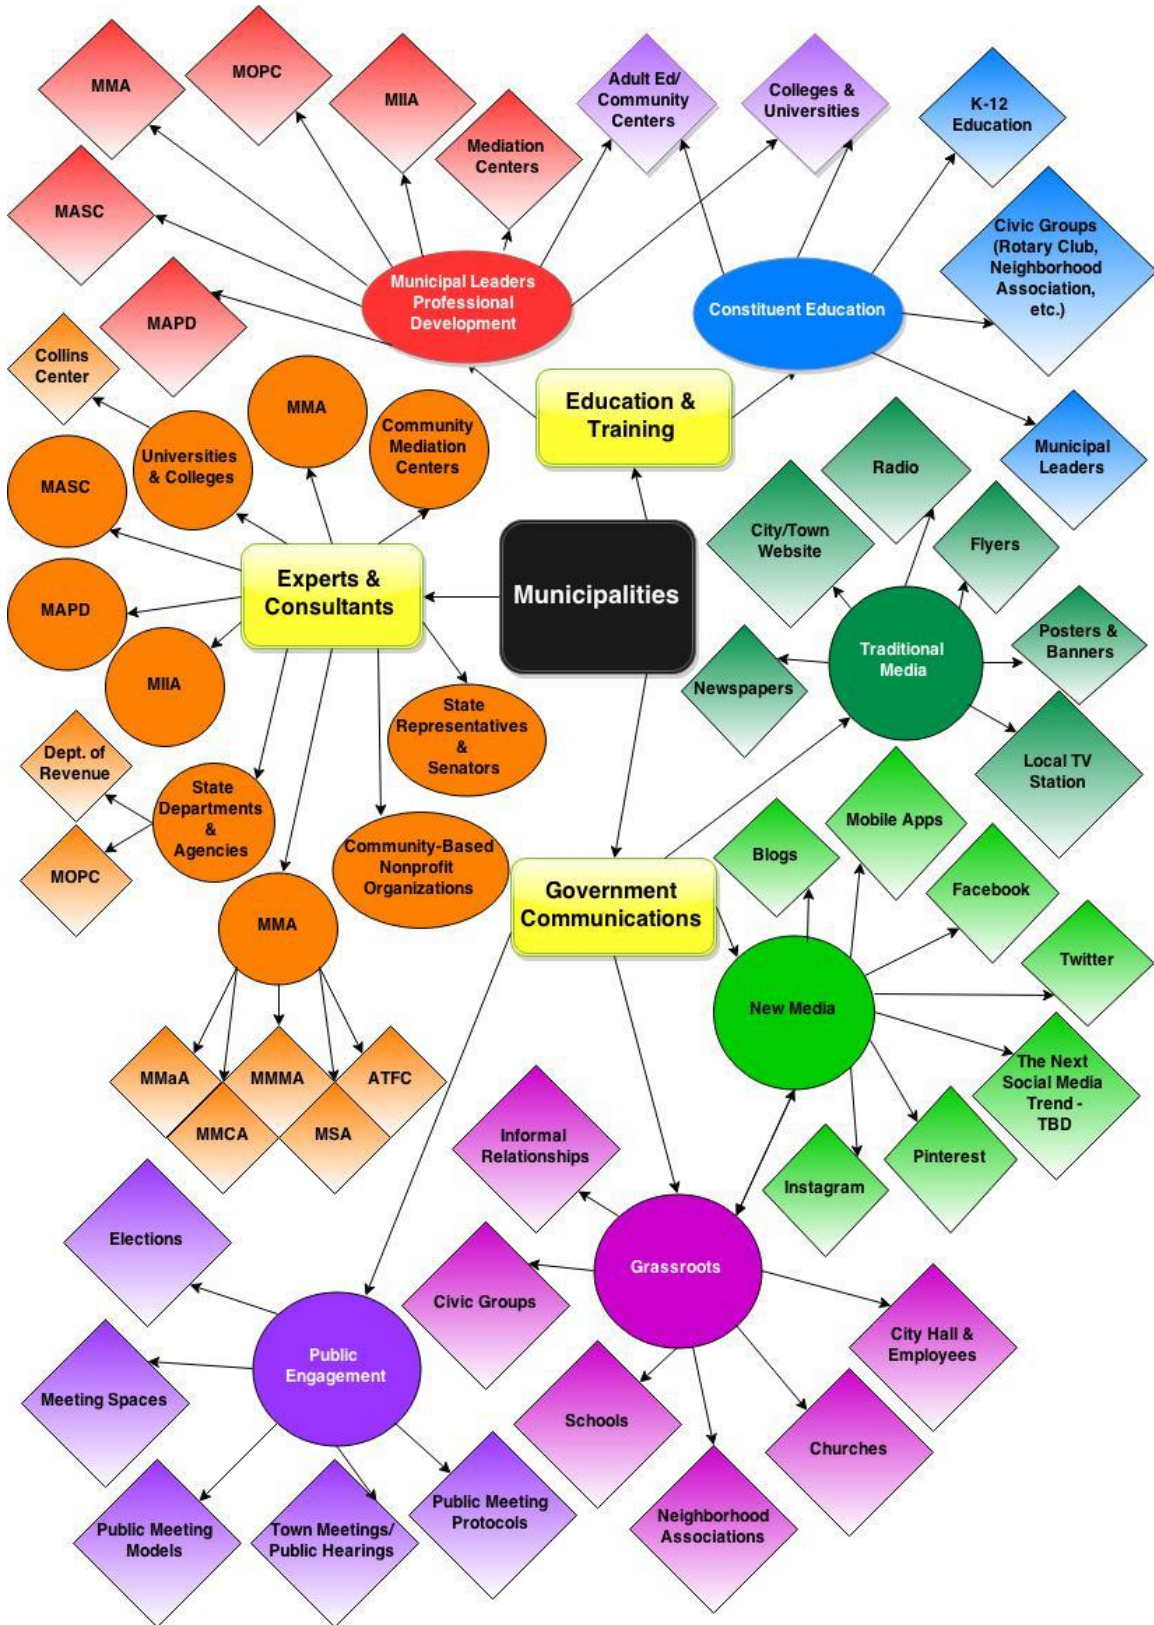 MMA
MOPC
MIIA
Mediation
Centers
Adult Ed/
Community
Centers
Colleges &
Universities
K-12
Education
MASC
MAPD
Municipal Leaders
Professional
Development
Constituent Education
Civic Groups
(Rotary Club,
Neighborhood
Association,
etc.)
Municipal
Leaders
Education &
Training
Collins
Center
Universities
& Colleges
MMA
Community
Mediation
Centers
MASC
MAPD
MIIA
Experts &
Consultants
Municipalities
State
Representatives
&
Senators
Dept. of
Revenue
MOPC
State
Departments
&
Agencies
Community-Based
Nonprofit
Organizations
MMA
MMaA
MMCA
MMMA
MSA
ATFC
Radio
City/Town
Website
Flyers
Traditional
Media
Posters &
Banners
Newspapers
Local TV
Station
Government
Communications
Blogs
Mobile Apps
Facebook
Twitter
New Media
The Next
Social Media
Trend -
TBD
Pinterest
Instagram
Informal
Relationships
Grassroots
Civic Groups
City Hall &
Employees
Schools
Churches
Neighborhood
Associations
Elections
Public
Engagement
Meeting Spaces
Public Meeting
Models
Town Meetings/
Public Hearings
Public Meeting
Protocols